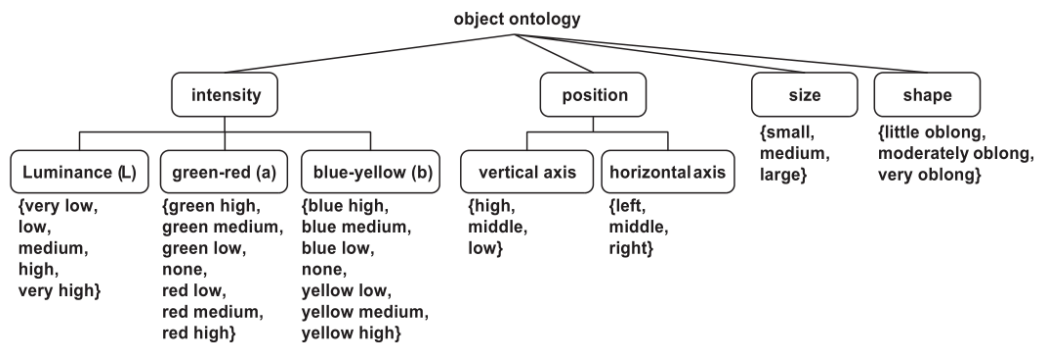 object ontology
intensity
position
size
shape
{small,
medium,
large}
{little oblong,
moderately oblong,
very oblong}
Luminance (L)
green-red (a)
blue-yellow (b)
vertical axis
horizontal axis
{very low,
low,
medium,
high,
very high}
{green high,
green medium,
green low,
none,
red low,
red medium,
red high}
{blue high,
blue medium,
blue low,
none,
yellow low,
yellow medium,
yellow high}
{high,
middle,
low}
{left,
middle,
right}